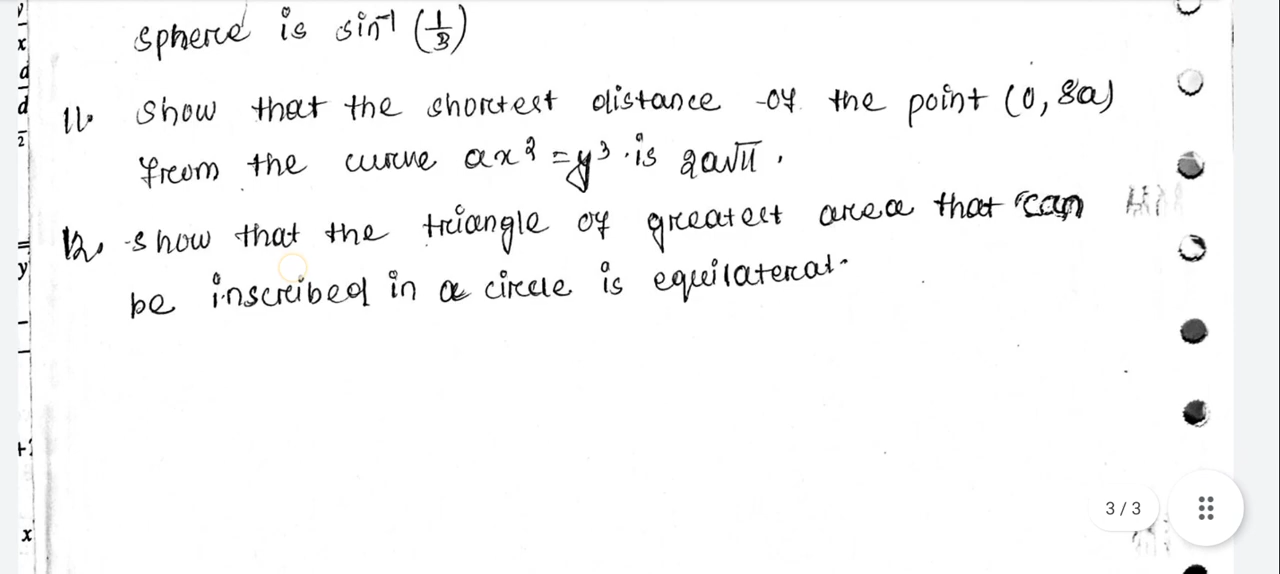 sphere is sin⁻¹ (1/3)
11. show that the shortest distance of the point (0, 8a)
from the curve ax² = y³ is 2a√11.
12. show that the triangle of greatest area that can
be inscribed in a circle is equilateral.
3 / 3